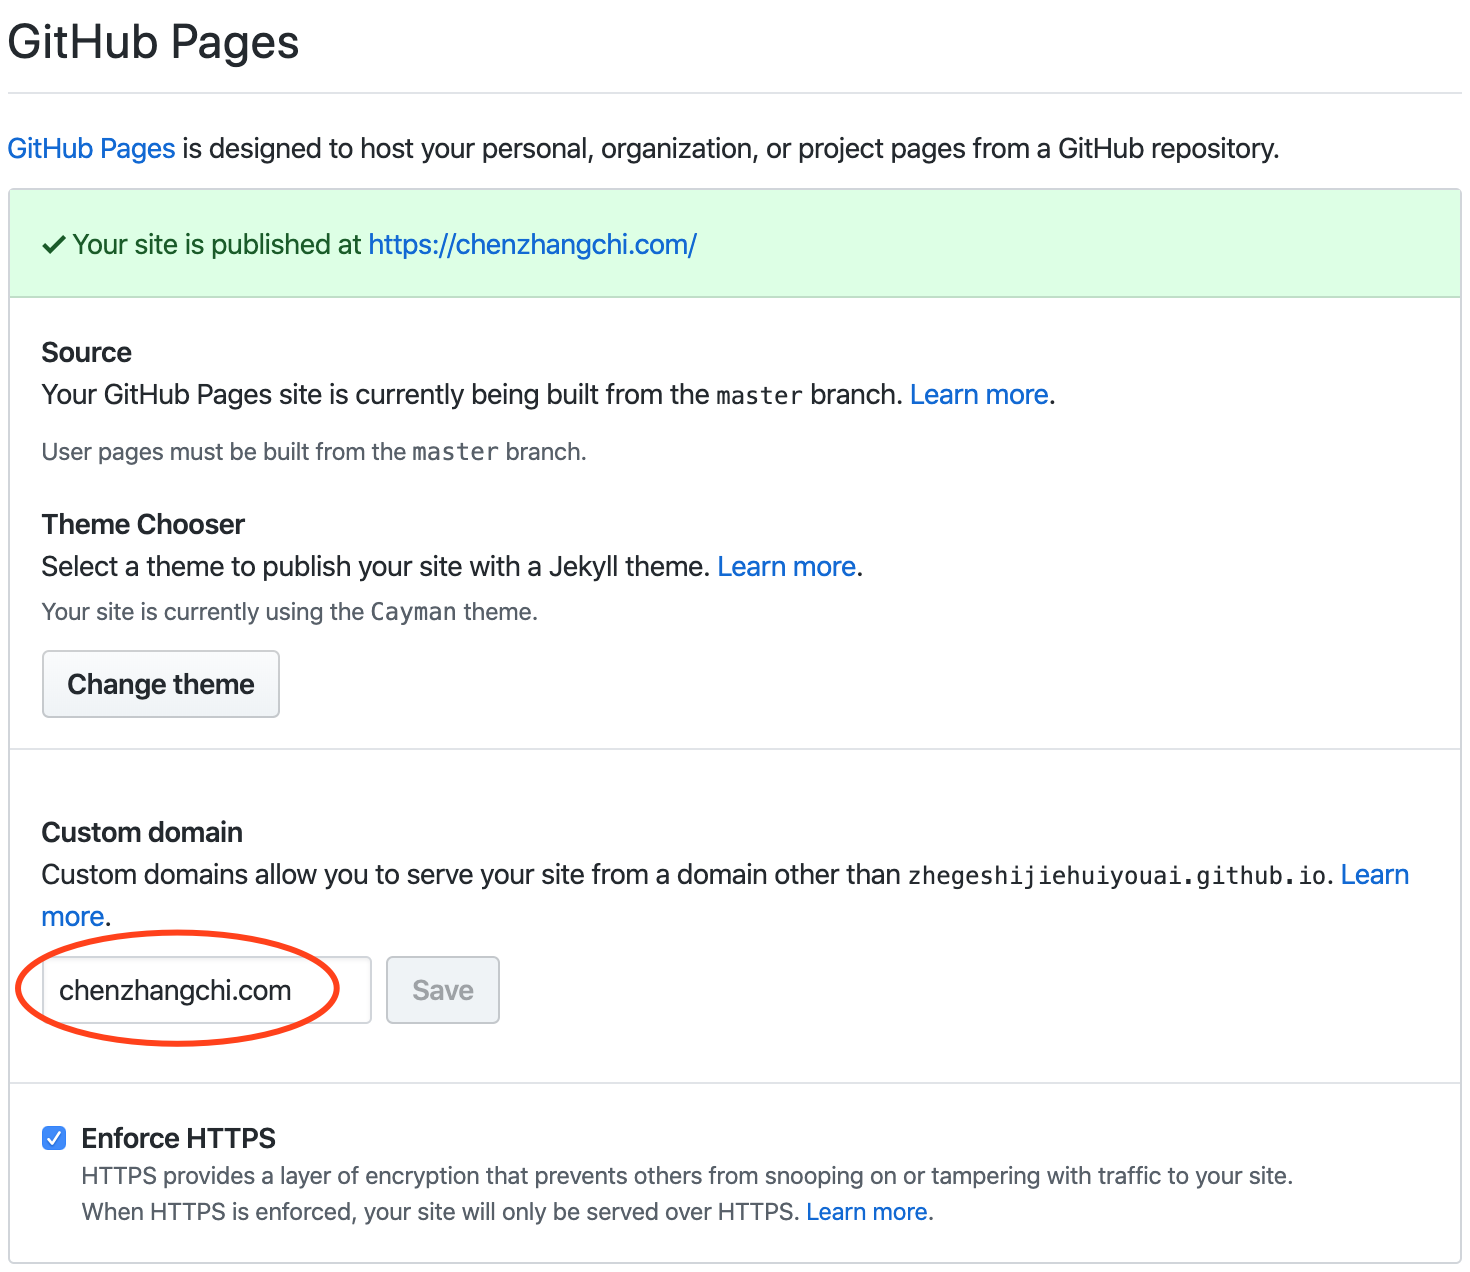 GitHub Pages
GitHub Pages is designed to host your personal, organization, or project pages from a GitHub repository.
Your site is published at https://chenzhangchi.com/
Source
Your GitHub Pages site is currently being built from the master branch. Learn more.
User pages must be built from the master branch.
Theme Chooser
Select a theme to publish your site with a Jekyll theme. Learn more.
Your site is currently using the Cayman theme.
Change theme
Custom domain
Custom domains allow you to serve your site from a domain other than zhegeshijiehuiyouai.github.io. Learn
more.
chenzhangchi.com Save
Enforce HTTPS
HTTPS provides a layer of encryption that prevents others from snooping on or tampering with traffic to your site.
When HTTPS is enforced, your site will only be served over HTTPS. Learn more.